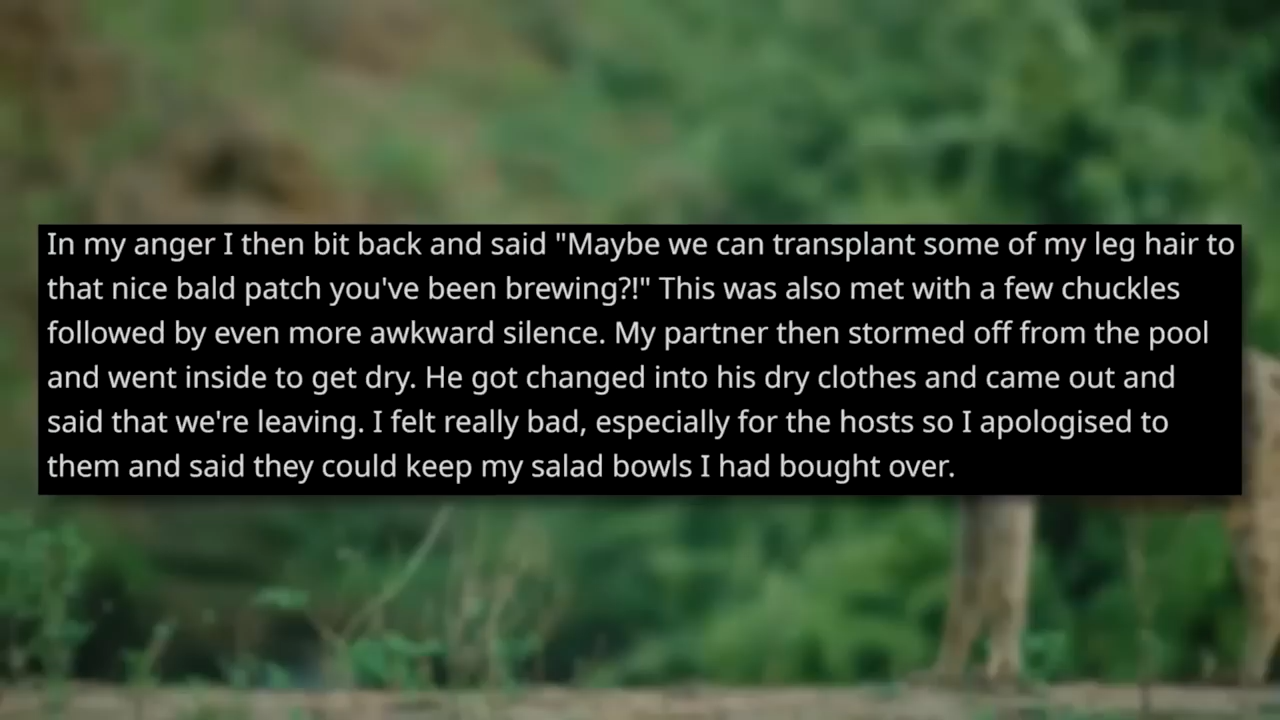 In my anger I then bit back and said "Maybe we can transplant some of my leg hair to
that nice bald patch you've been brewing?!" This was also met with a few chuckles
followed by even more awkward silence. My partner then stormed off from the pool
and went inside to get dry. He got changed into his dry clothes and came out and
said that we're leaving. I felt really bad, especially for the hosts so I apologised to
them and said they could keep my salad bowls I had bought over.